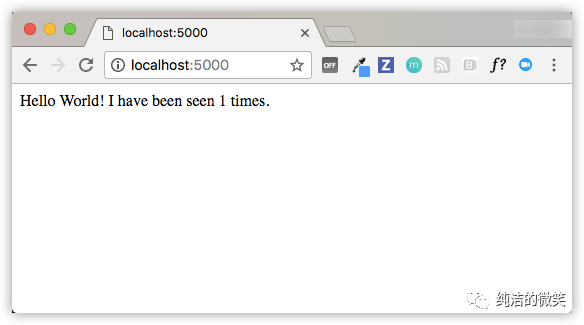 localhost:5000
localhost:5000
OFF
Z
m
B
f?
Hello World! I have been seen 1 times.
纯洁的微笑